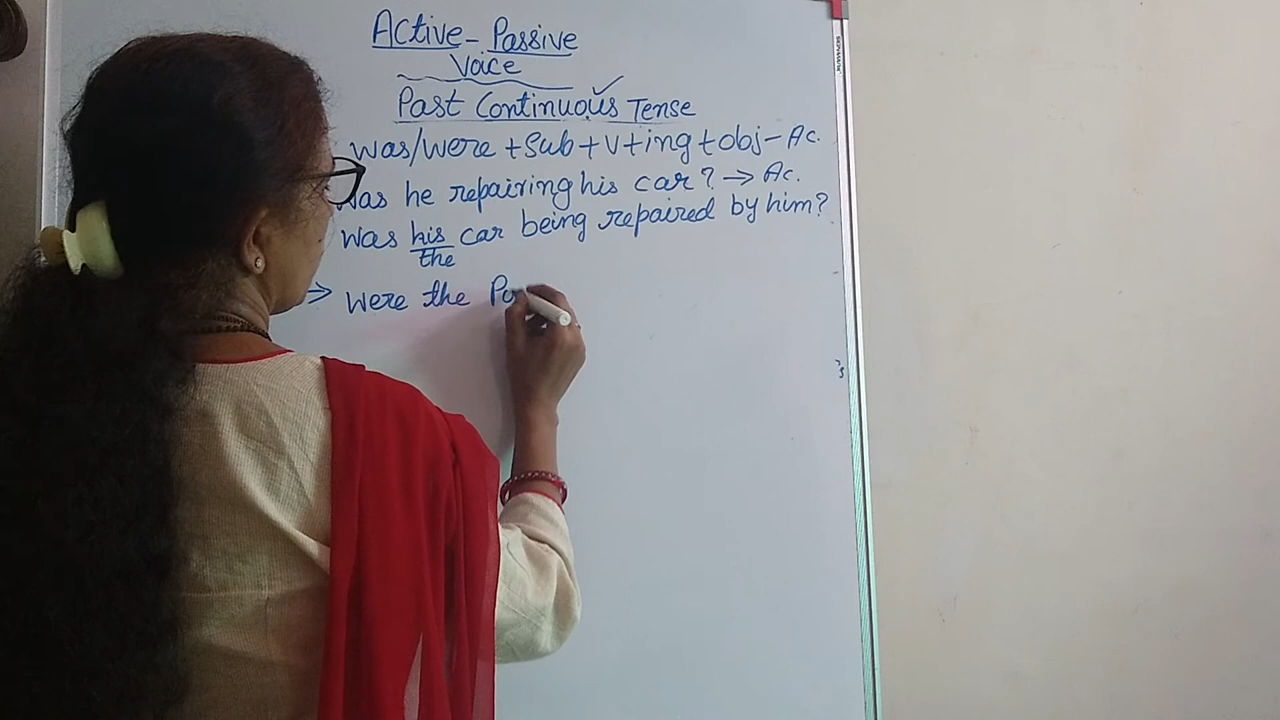 Active - Passive
Voice
Past Continuous Tense
was/were + Sub + V + ing + obj - Ac.
Was he repairing his car? → Ac.
Was his car being repaired by him?
the
⇒ Were the